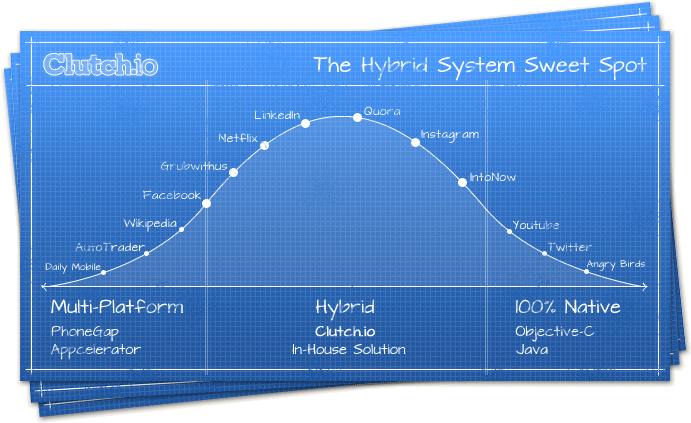 Clutch.io
The Hybrid System Sweet Spot
LinkedIn
Quora
Netflix
Instagram
Grubwithus
IntoNow
Facebook
Wikipedia
Youtube
AutoTrader
Twitter
Daily Mobile
Angry Birds
Multi-Platform
PhoneGap
Appcelerator
Hybrid
Clutch.io
In-House Solution
100% Native
Objective-C
Java